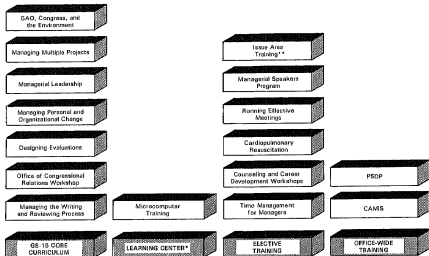 GAO, Congress, and
the Environment
Managing Multiple Projects
Managerial Leadership
Managing Personal and
Organizational Change
Designing Evaluations
Office of Congressional
Relations Workshop
Managing the Writing
and Reviewing Process
GS-15 CORE
CURRICULUM
Microcomputer
Training
LEARNING CENTER*
Issue Area
Training**
Managerial Speakers
Program
Running Effective
Meetings
Cardiopulmonary
Resuscitation
Counseling and Career
Development Workshops
Time Management
for Managers
ELECTIVE
TRAINING
PSDP
CAMIS
OFFICE-WIDE
TRAINING